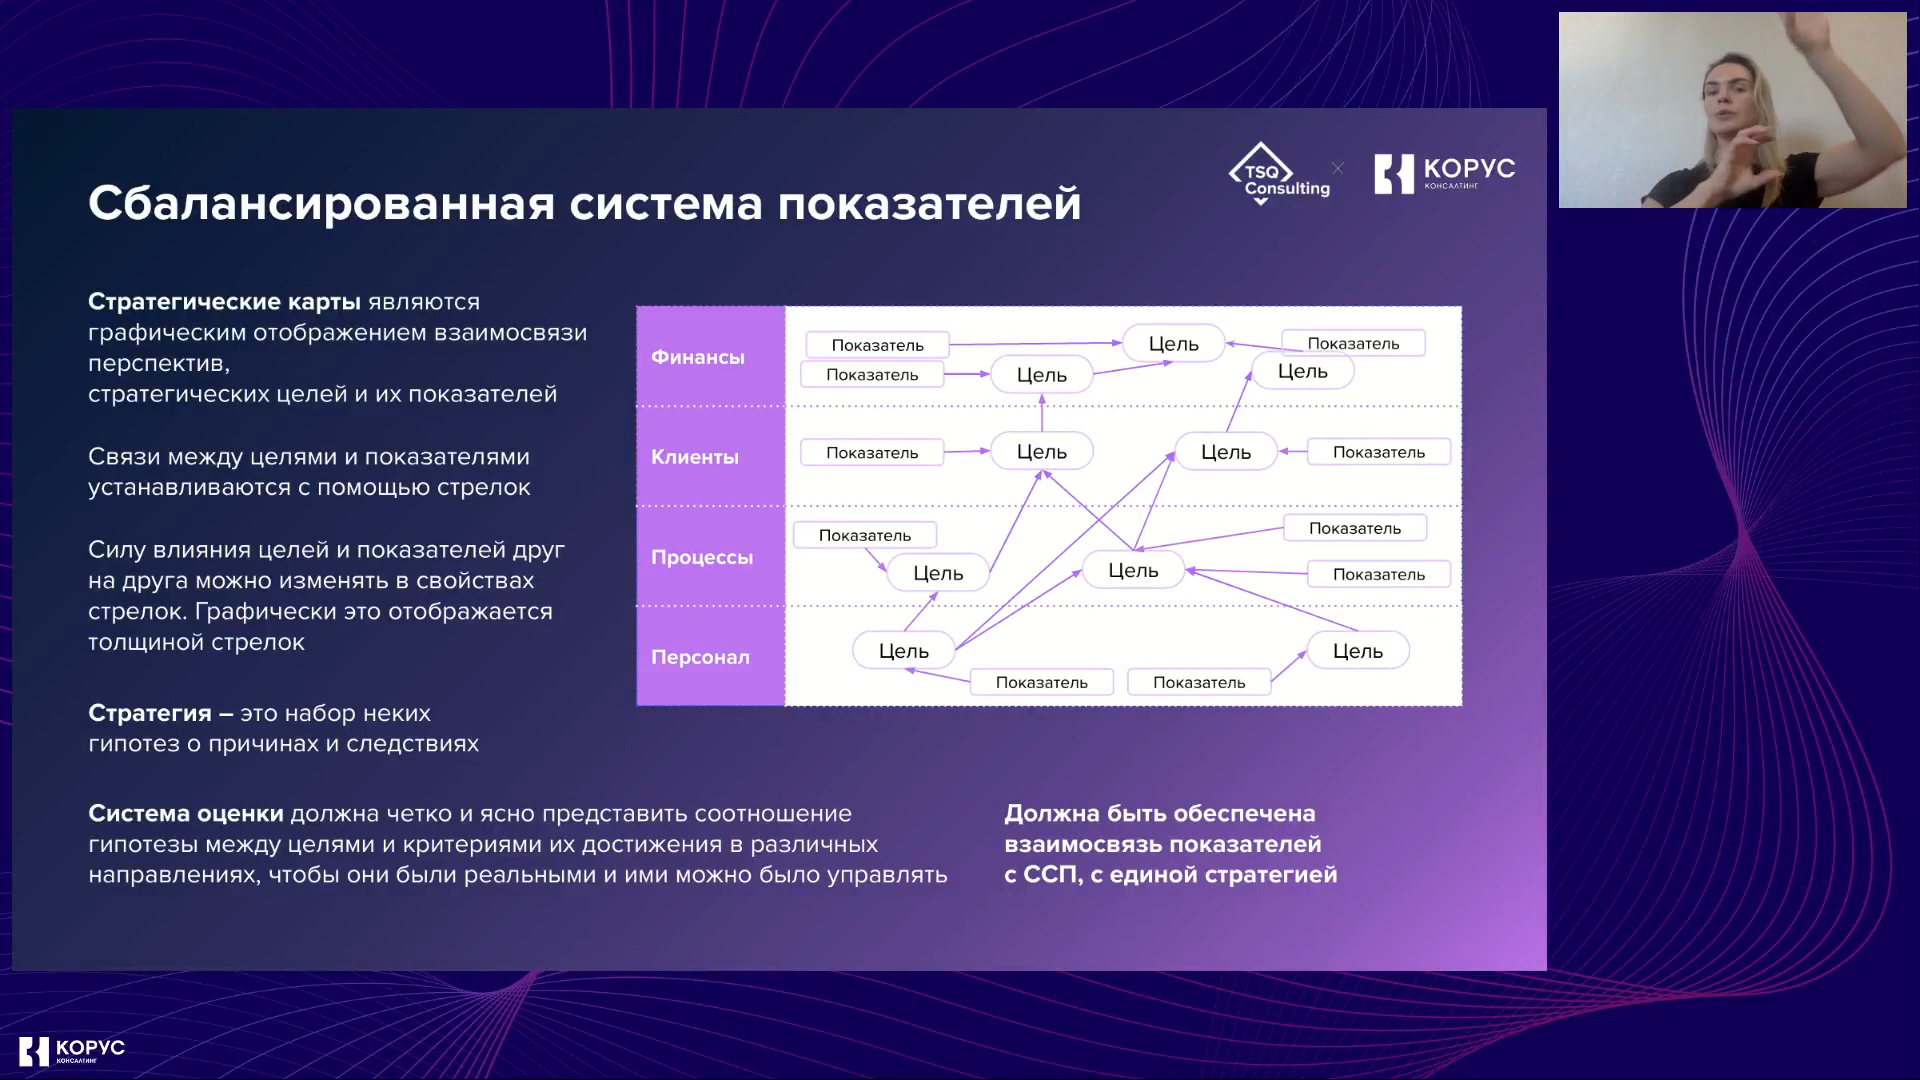 TSQ
Consulting
КОРУС
КОНСАЛТИНГ
Сбалансированная система показателей
Стратегические карты являются
графическим отображением взаимосвязи
перспектив,
стратегических целей и их показателей
Связи между целями и показателями
устанавливаются с помощью стрелок
Силу влияния целей и показателей друг
на друга можно изменять в свойствах
стрелок. Графически это отображается
толщиной стрелок
Стратегия – это набор неких
гипотез о причинах и следствиях
Финансы
Показатель
Цель
Показатель
Показатель
Цель
Цель
Клиенты
Показатель
Цель
Цель
Показатель
Процессы
Показатель
Показатель
Цель
Цель
Показатель
Персонал
Цель
Цель
Показатель
Показатель
Система оценки должна четко и ясно представить соотношение
гипотезы между целями и критериями их достижения в различных
направлениях, чтобы они были реальными и ими можно было управлять
Должна быть обеспечена
взаимосвязь показателей
с ССП, с единой стратегией
КОРУС
КОНСАЛТИНГ